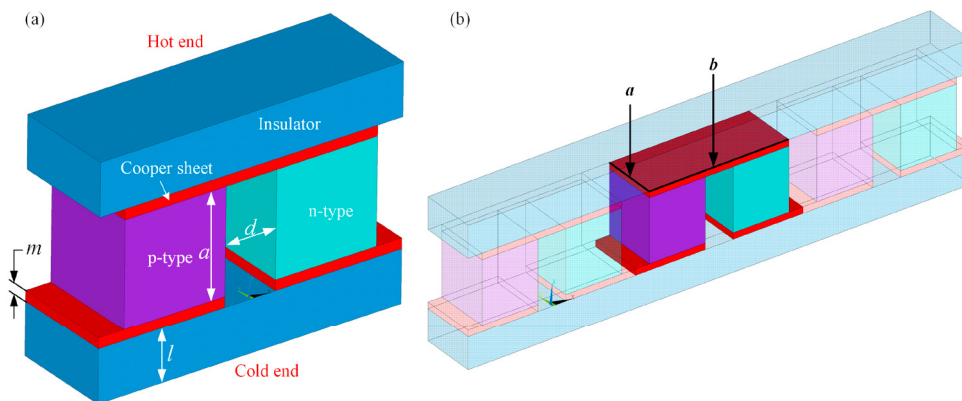 (a)
Hot end
Insulator
Cooper sheet
n-type
d
a
p-type
m
l
Cold end
(b)
a
b